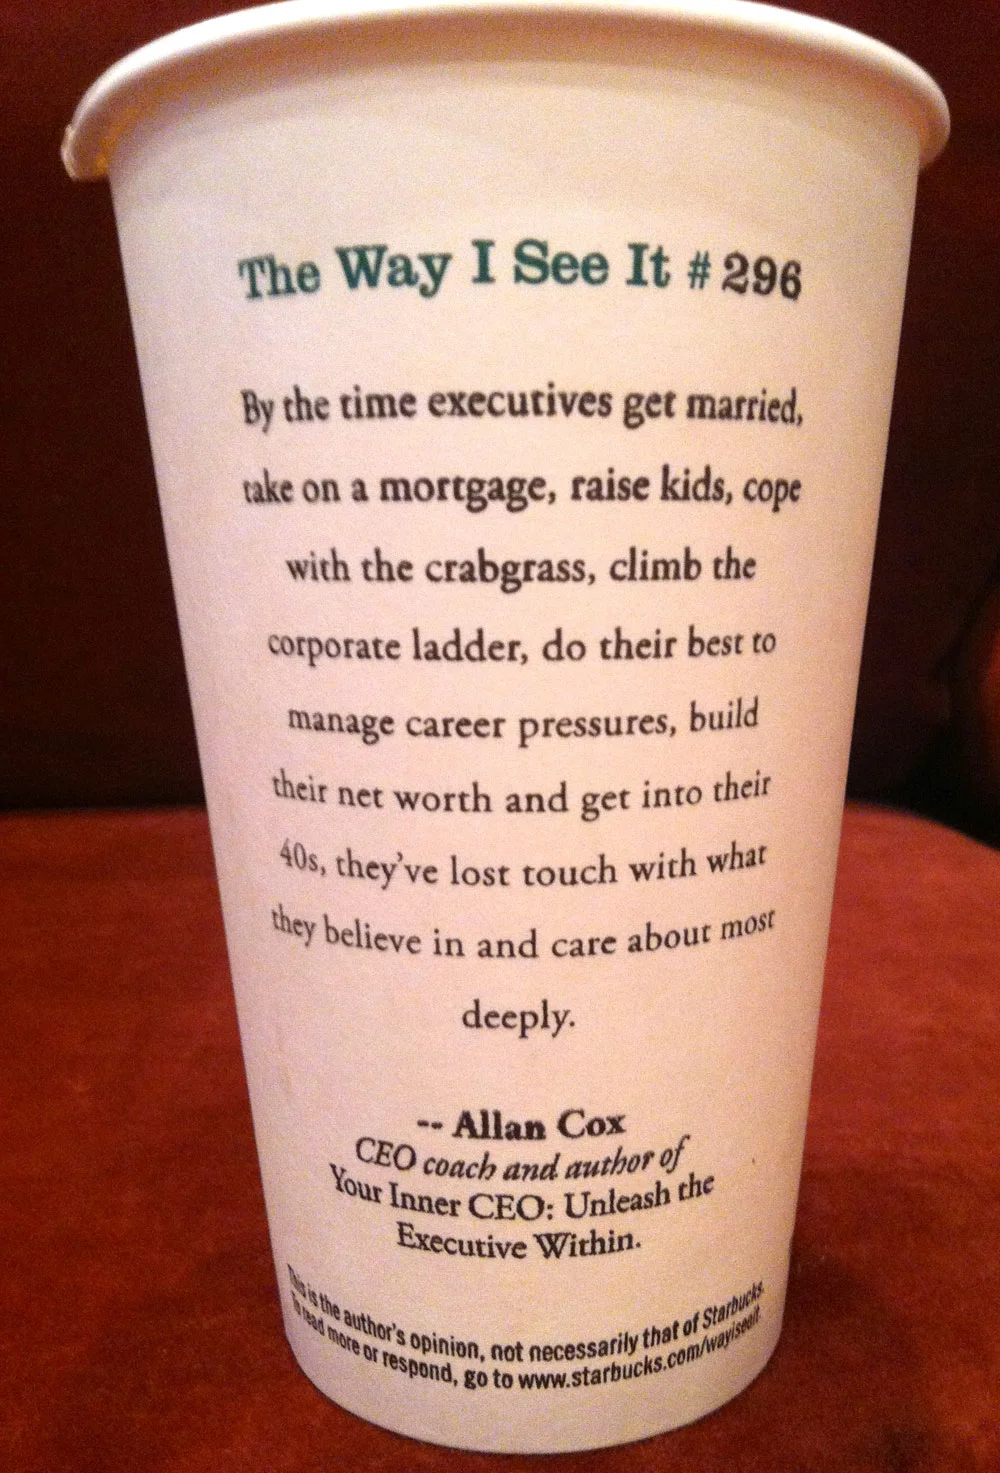 The Way I See It # 296
By the time executives get married,
take on a mortgage, raise kids, cope
with the crabgrass, climb the
corporate ladder, do their best to
manage career pressures, build
their net worth and get into their
40s, they've lost touch with what
they believe in and care about most
deeply.
-- Allan Cox
CEO coach and author of
Your Inner CEO: Unleash the
Executive Within.
This is the author's opinion, not necessarily that of Starbucks.
To read more or respond, go to www.starbucks.com/wayiseeit.